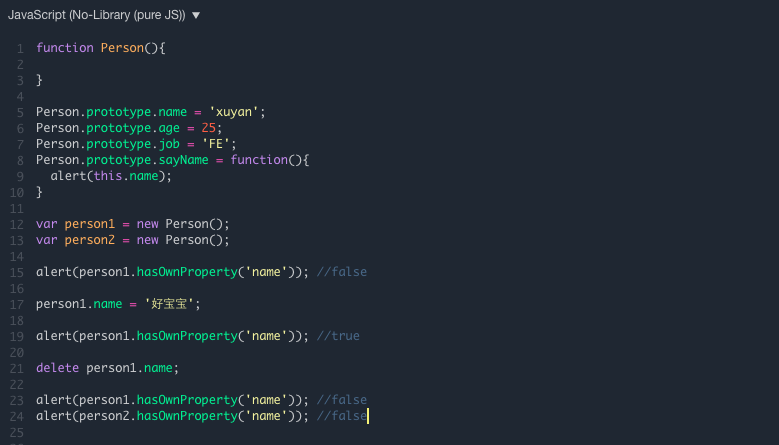 JavaScript (No-Library (pure JS)) ▼
1 function Person(){
2
3 }
4
5 Person.prototype.name = 'xuyan';
6 Person.prototype.age = 25;
7 Person.prototype.job = 'FE';
8 Person.prototype.sayName = function(){
9   alert(this.name);
10 }
11
12 var person1 = new Person();
13 var person2 = new Person();
14
15 alert(person1.hasOwnProperty('name')); //false
16
17 person1.name = '好宝宝';
18
19 alert(person1.hasOwnProperty('name')); //true
20
21 delete person1.name;
22
23 alert(person1.hasOwnProperty('name')); //false
24 alert(person2.hasOwnProperty('name')); //false
25